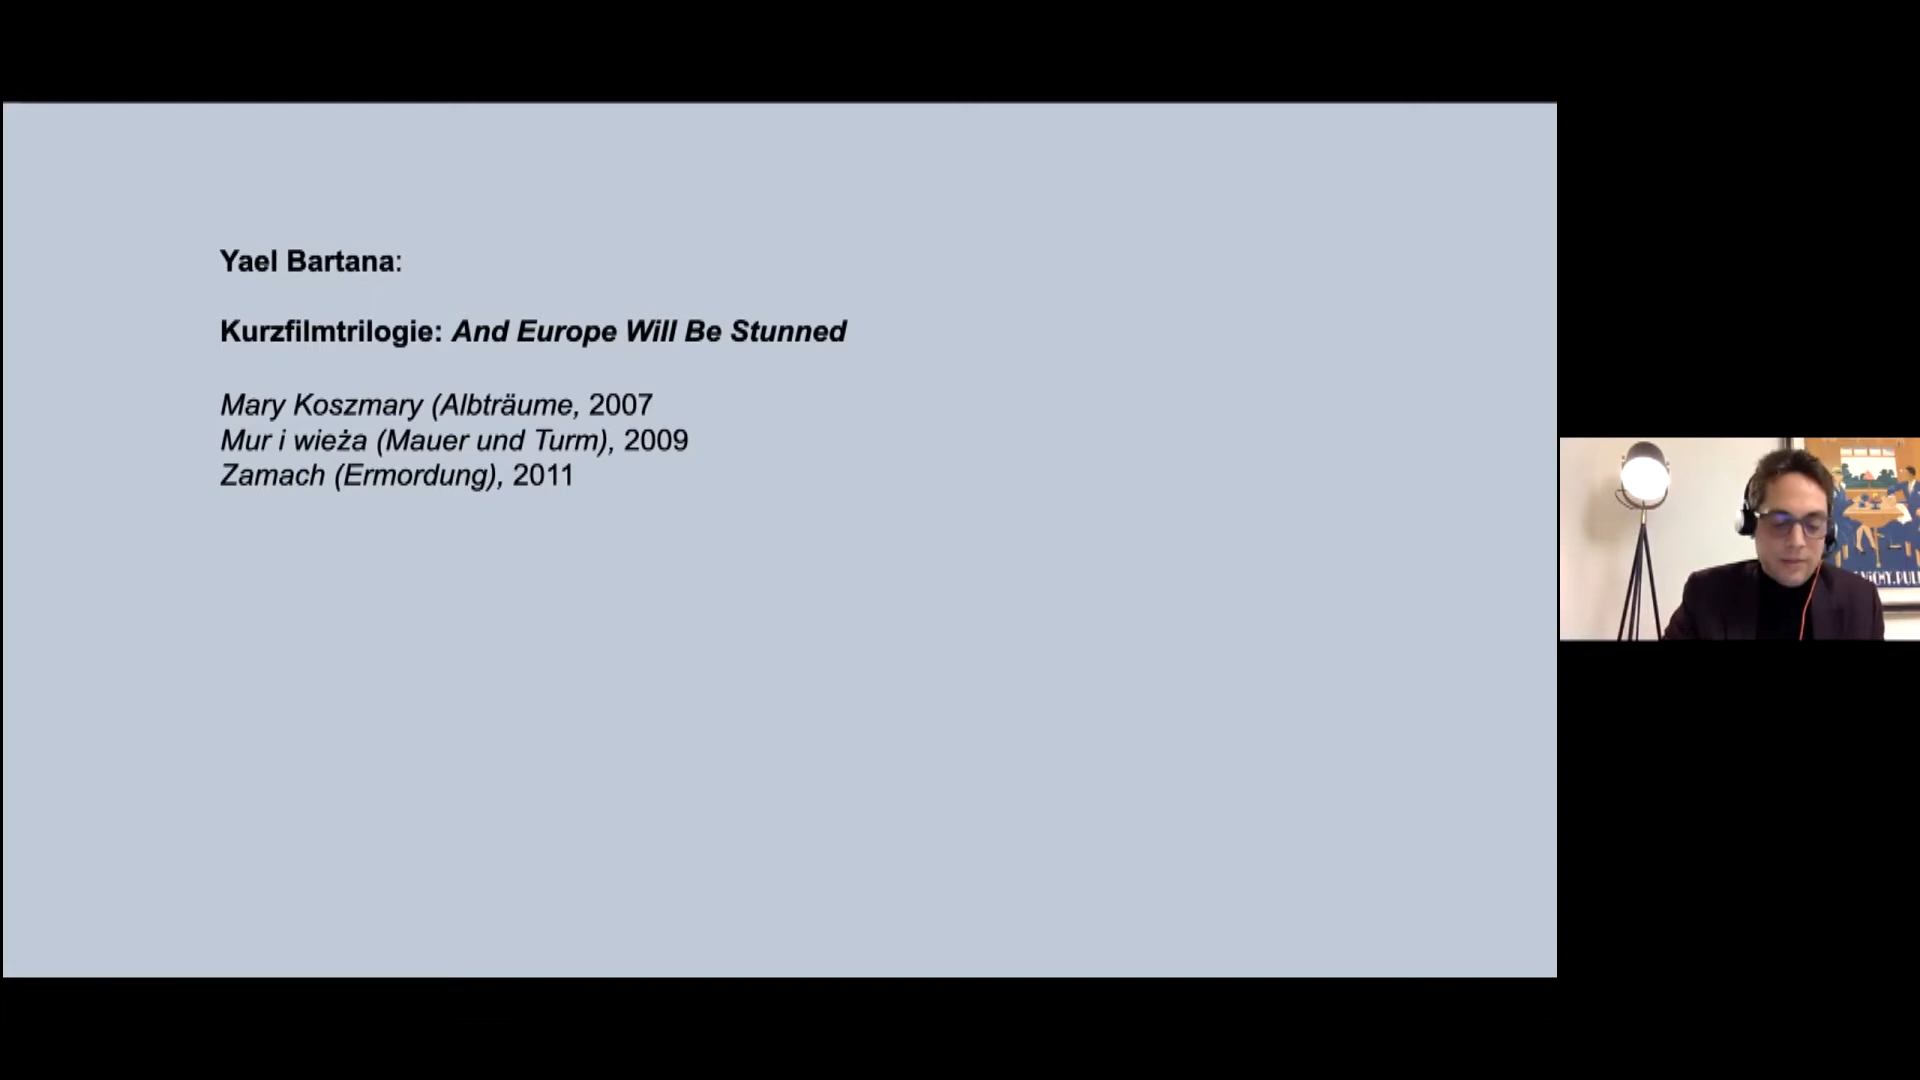 Yael Bartana:
Kurzfilmtrilogie: And Europe Will Be Stunned
Mary Koszmary (Albträume, 2007
Mur i wieża (Mauer und Turm), 2009
Zamach (Ermordung), 2011